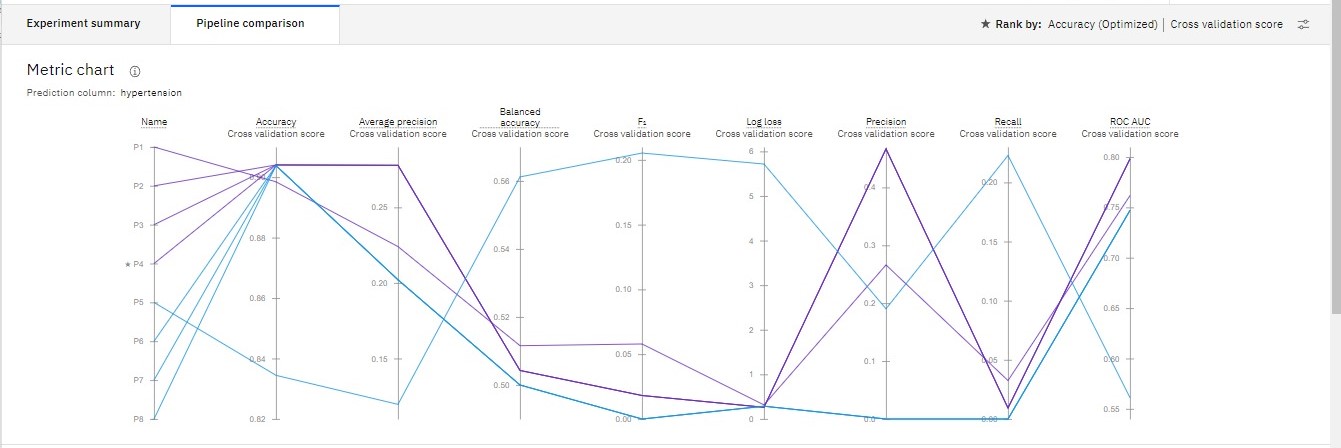 Experiment summary
Pipeline comparison
★ Rank by: Accuracy (Optimized) | Cross validation score
Metric chart
Prediction column: hypertension
Name
Accuracy
Cross validation score
Average precision
Cross validation score
Balanced
accuracy
Cross validation score
F₁
Cross validation score
Log loss
Cross validation score
Precision
Cross validation score
Recall
Cross validation score
ROC AUC
Cross validation score
P1
P2
P3
★ P4
P5
P6
P7
P8
0.90
0.88
0.86
0.84
0.82
0.25
0.20
0.15
0.56
0.54
0.52
0.50
0.20
0.15
0.10
0.05
0.00
6
5
4
3
2
1
0
0.4
0.3
0.2
0.1
0.0
0.20
0.15
0.10
0.05
0.00
0.80
0.75
0.70
0.65
0.60
0.55